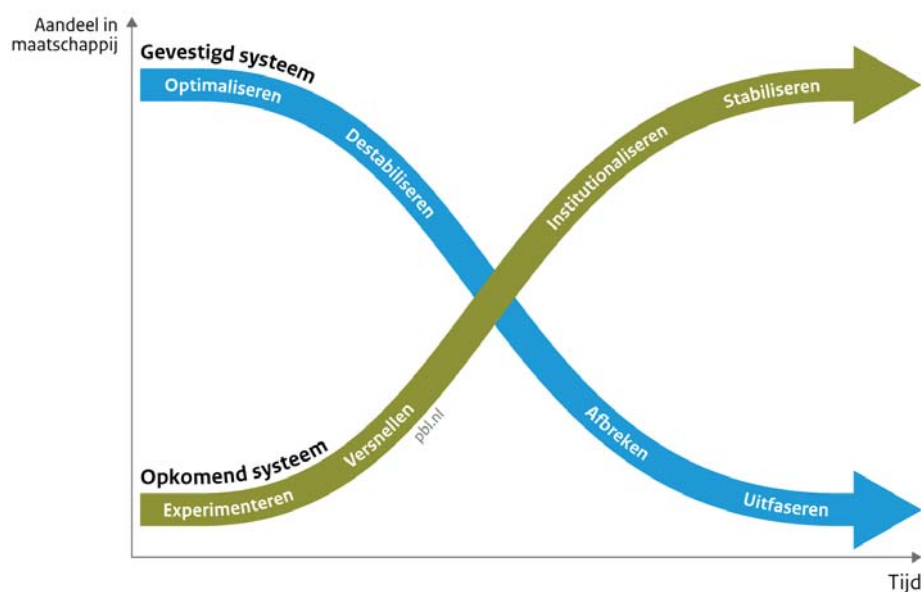 Aandeel in
maatschappij
Gevestigd systeem
Optimaliseren
Destabiliseren
Afbreken
Uitfaseren
Opkomend systeem
Experimenteren
Versnellen
Institutionaliseren
Stabiliseren
pbl.nl
Tijd